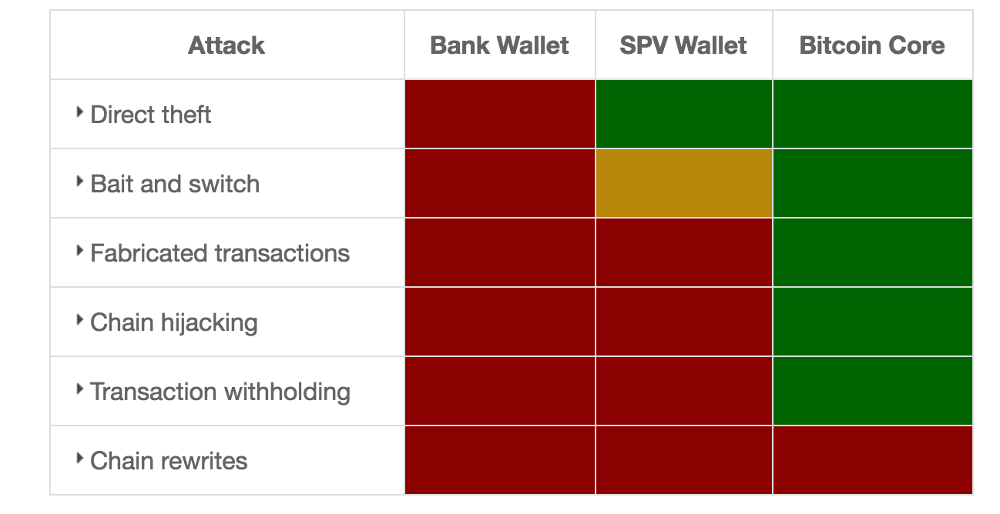 Attack Bank Wallet SPV Wallet Bitcoin Core
Direct theft
Bait and switch
Fabricated transactions
Chain hijacking
Transaction withholding
Chain rewrites